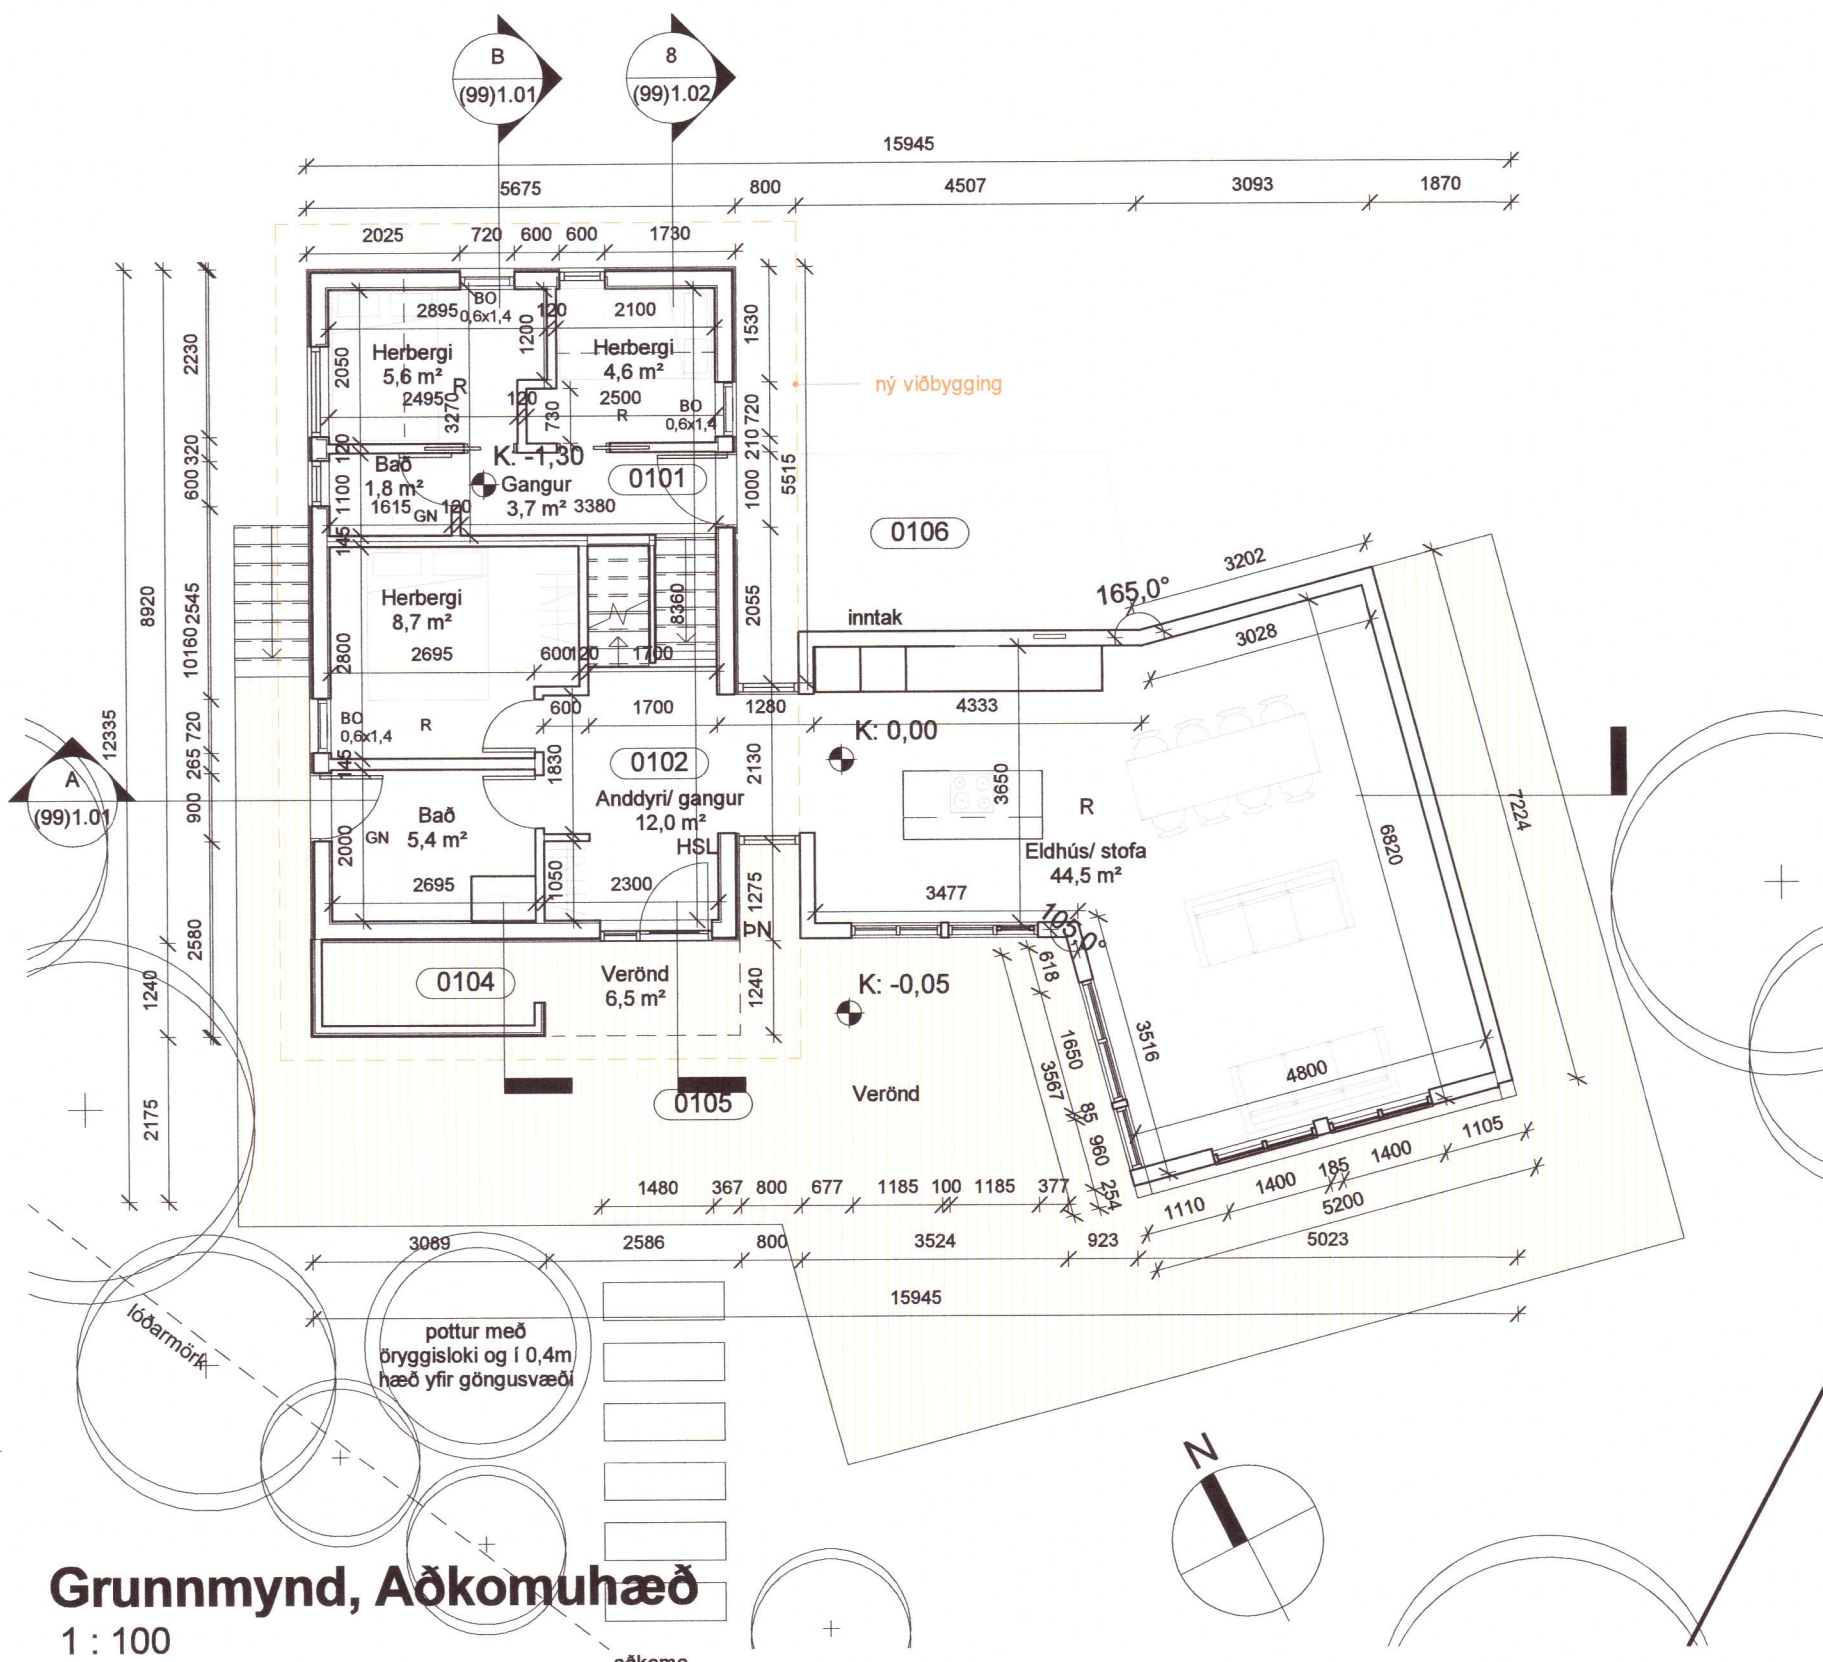 B
(99)1.01
8
(99)1.02
15945
5675
800
4507
3093
1870
2025
720
600
600
1730
2895
BO
0,6x1,4
120
2100
1200
1530
2230
2050
Herbergi
5,6 m²
R
Herbergi
4,6 m²
ný viðbygging
2495
3270
120
2500
R
730
BO
0,6x1,4
720
210
320
120
K: -1,30
Bað
1,8 m²
Gangur
3,7 m²
0101
600
1100
1615
GN
120
3380
1000
5515
145
0106
3202
165,0°
8920
2545
Herbergi
8,7 m²
8360
2055
inntak
3028
10160
2800
2695
600
120
1700
600
1700
1280
4333
12335
720
BO
0,6x1,4
R
K: 0,00
265
145
1830
0102
2130
A
(99)1.01
900
Anddyri/ gangur
12,0 m²
3650
R
7224
Bað
5,4 m²
GN
2000
HSL
Eldhús/ stofa
44,5 m²
6820
2695
1050
2300
1275
3477
2580
ÞN
105,0°
0104
Verönd
6,5 m²
1240
1240
K: -0,05
618
3516
1650
3567
4800
2175
0105
Verönd
85
960
254
1105
1400
185
1400
1110
5200
1480
367
800
677
1185
100
1185
377
3089
2586
800
3524
923
5023
15945
lóðarmörk
pottur með
öryggisloki og í 0,4m
hæð yfir göngusvæði
N
Grunnmynd, Aðkomuhæð
1 : 100
aðkoma